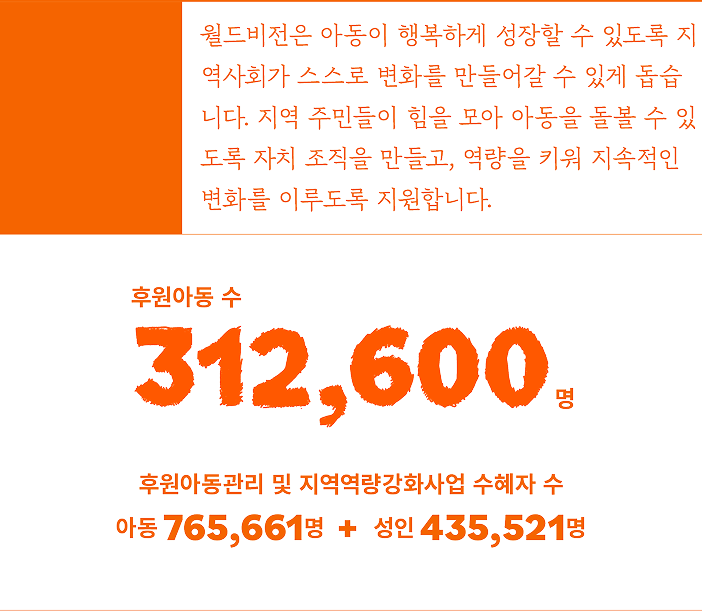 월드비전은 아동이 행복하게 성장할 수 있도록 지
역사회가 스스로 변화를 만들어갈 수 있게 돕습
니다. 지역 주민들이 힘을 모아 아동을 돌볼 수 있
도록 자치 조직을 만들고, 역량을 키워 지속적인
변화를 이루도록 지원합니다.
후원아동 수
312,600명
후원아동관리 및 지역역량강화사업 수혜자 수
아동 765,661명 + 성인 435,521명